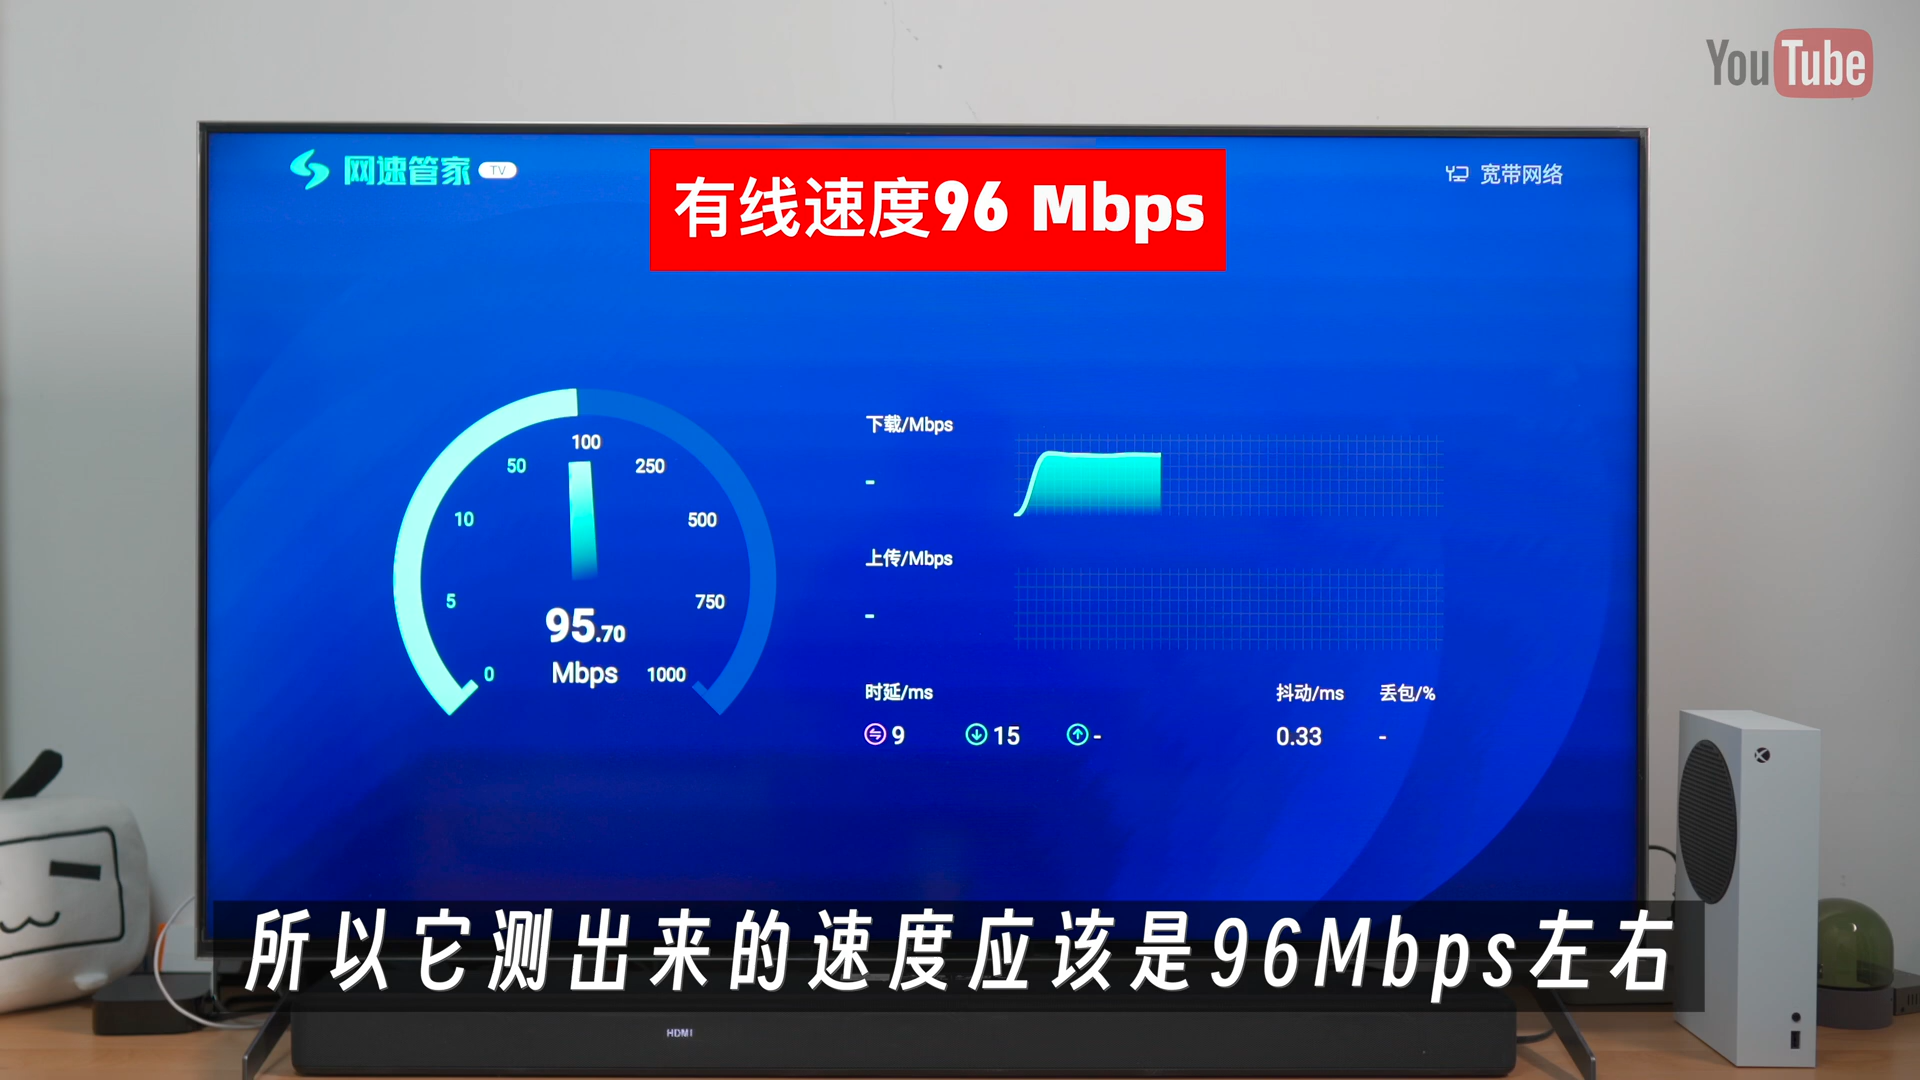 YouTube
网速管家 TV
有线速度96 Mbps
宽带网络
100
50
250
10
500
5
750
0
1000
95.70
Mbps
下载/Mbps
-
上传/Mbps
-
时延/ms
抖动/ms
丢包/%
9
15
-
0.33
-
所以它测出来的速度应该是96Mbps左右
HDMI